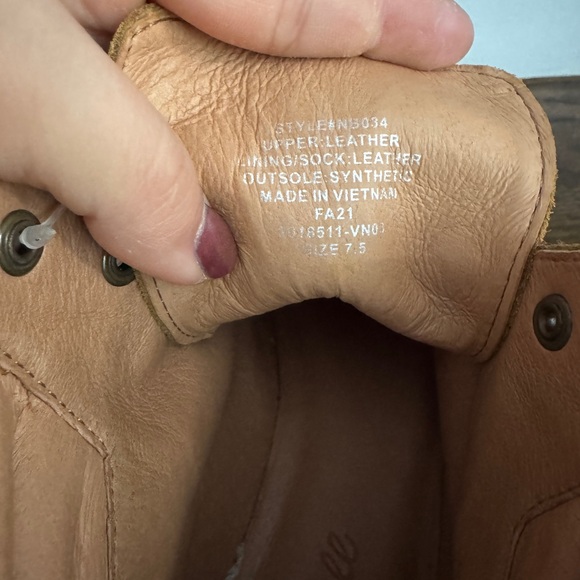 STYLE#NB034
UPPER:LEATHER
LINING/SOCK:LEATHER
OUTSOLE:SYNTHETIC
MADE IN VIETNAM
FA21
SIZE 7.5